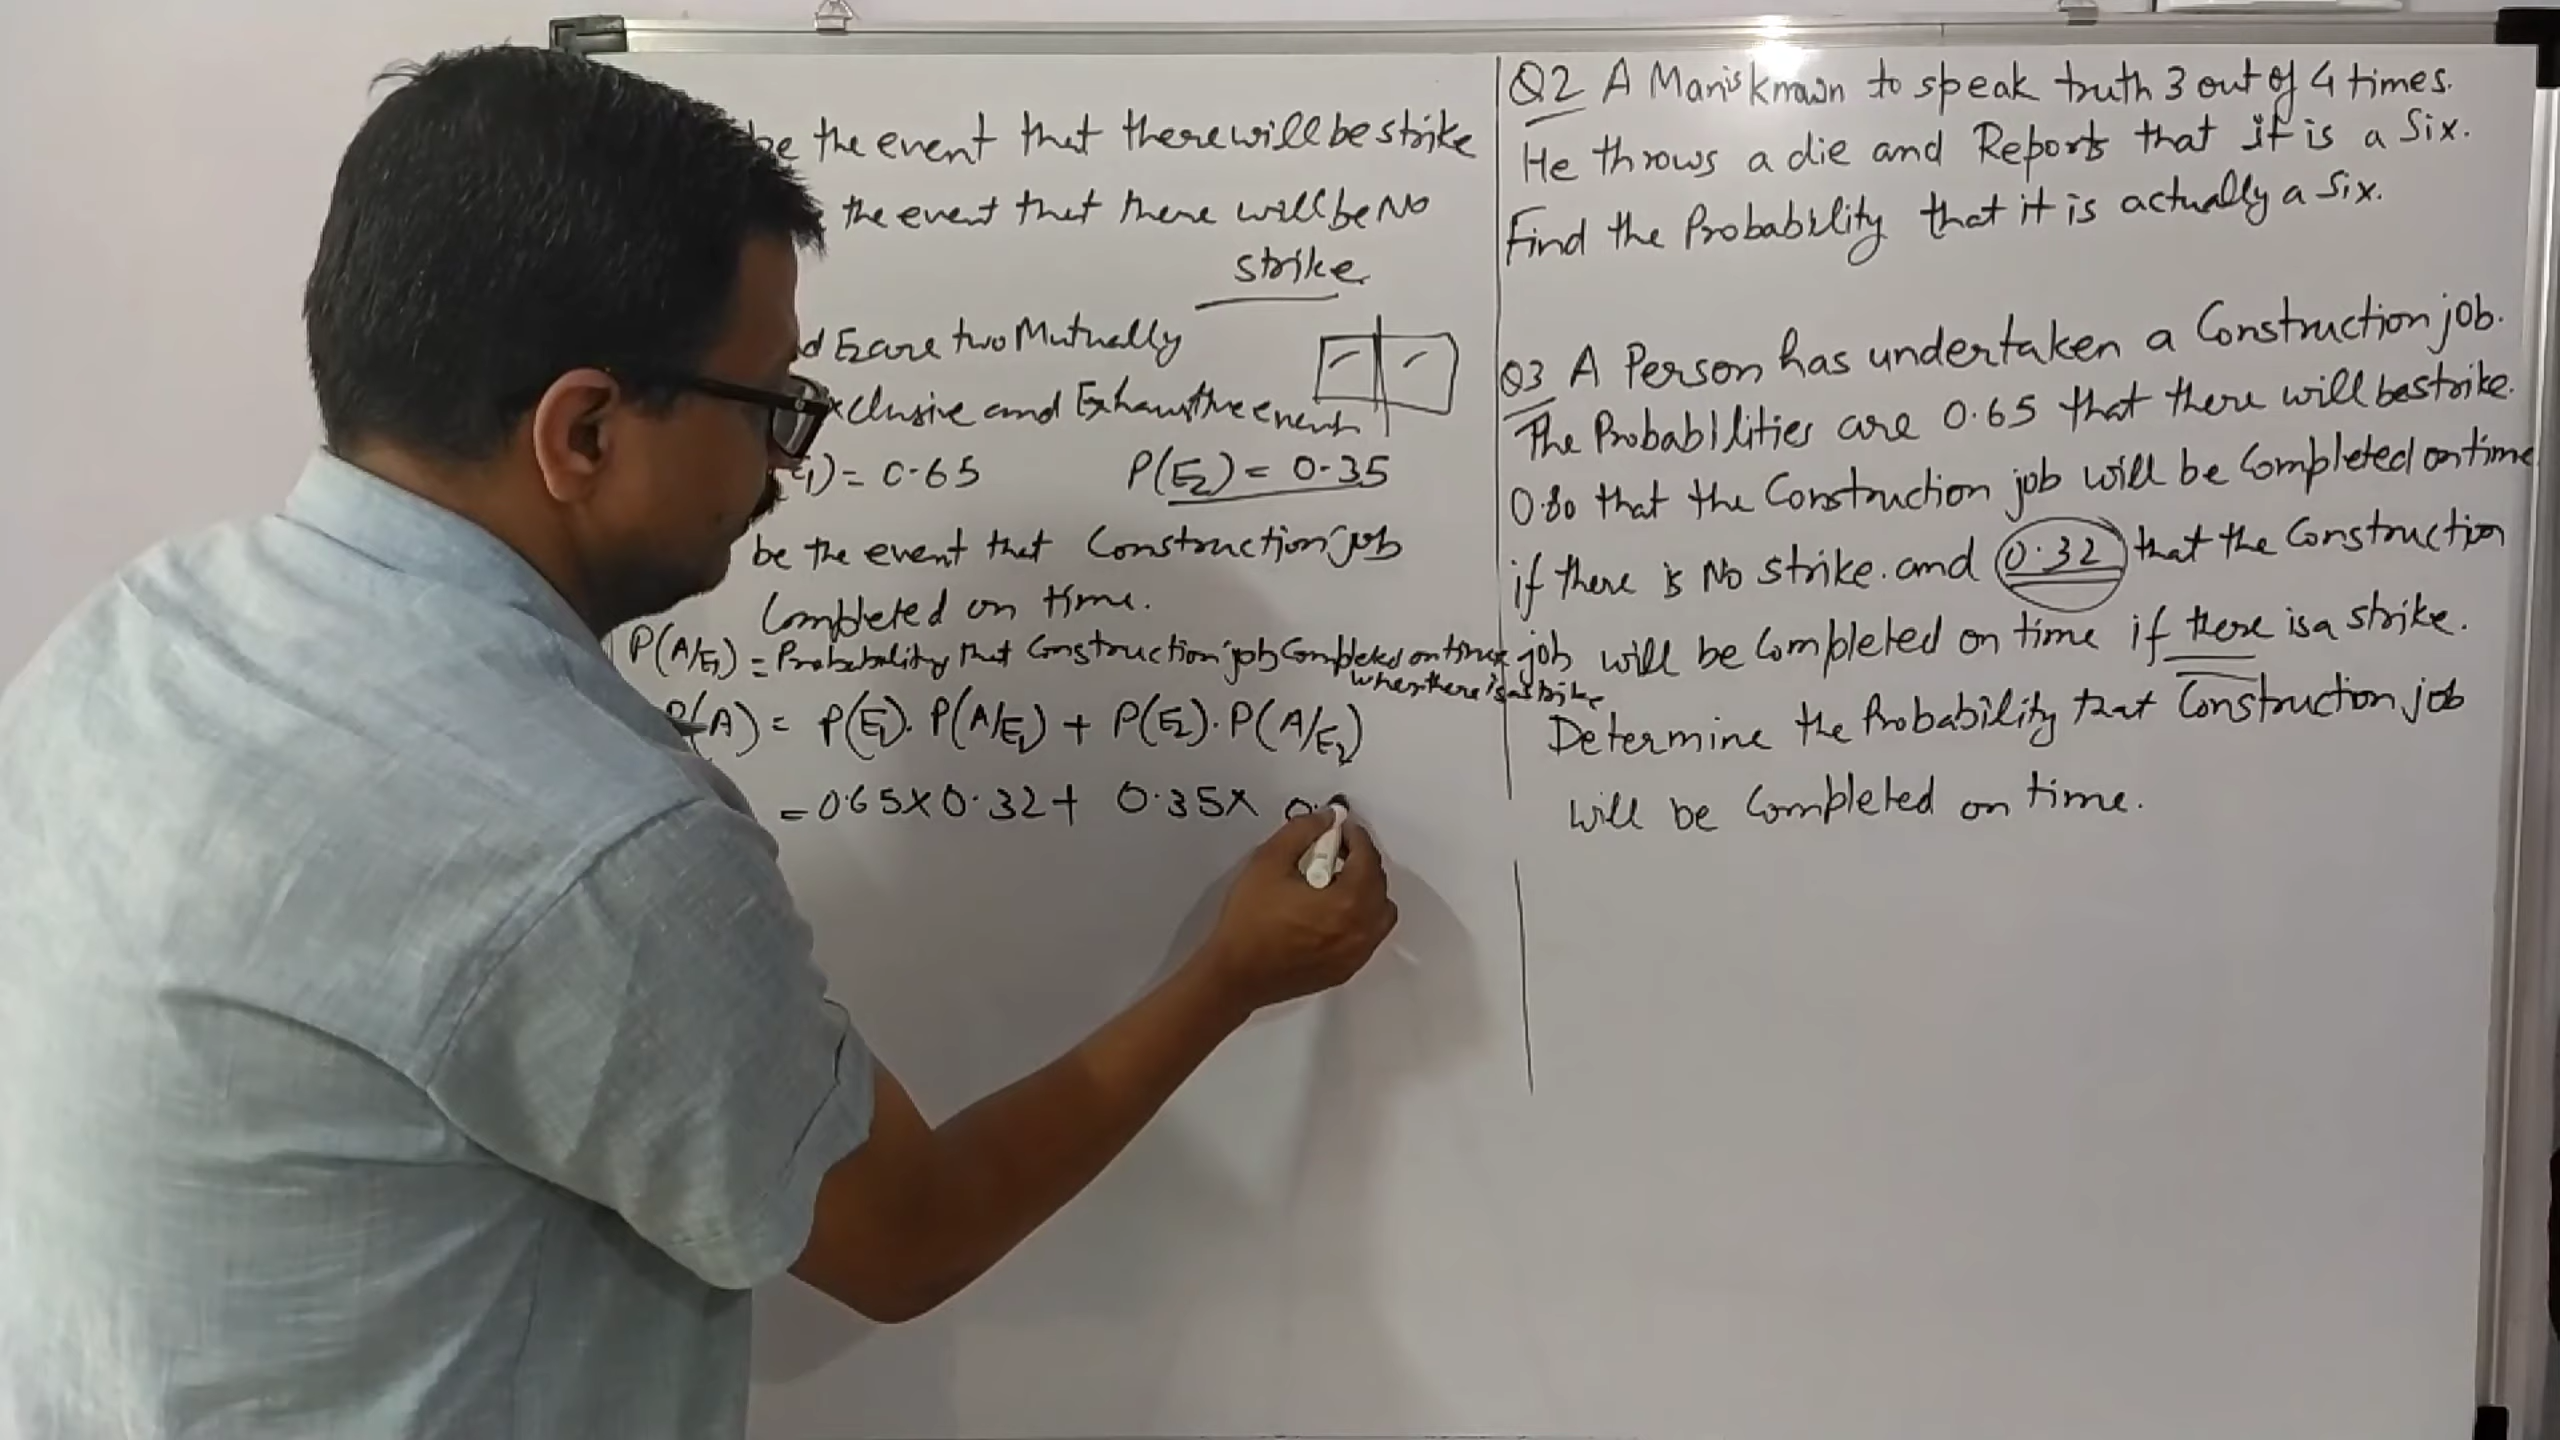 be the event that there will be strike
the event that there will be No
strike
E2 are two Mutually
xclusive and Exhaustive event
E1) = 0.65 P(E2) = 0.35
be the event that Construction job
Completed on time.
P(A/E1) = Probability that Construction job Completed on time
when there is a strike
P(A) = P(E1). P(A/E1) + P(E2). P(A/E2)
= 0.65 X 0.32 + 0.35 X 0.
Q2 A Man is known to speak truth 3 out of 4 times.
He throws a die and Reports that it is a Six.
Find the Probability that it is actually a Six.
Q3 A Person has undertaken a Construction job.
The Probabilities are 0.65 that there will be strike.
0.80 that the Construction job will be Completed on time
if there is No strike. and 0.32 that the Construction
job will be Completed on time if there is a strike.
Determine the Probability that Construction job
will be Completed on time.